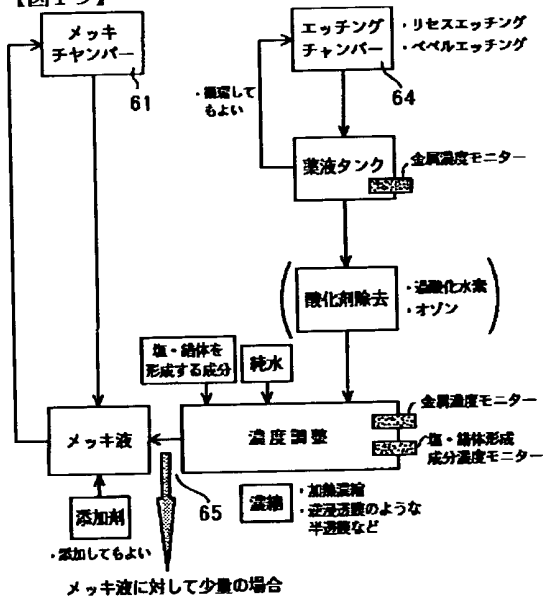 メッキ
チャンバー
61
エッチング
チャンバー
・リセスエッチング
・ベベルエッチング
64
・循環して
もよい
薬液タンク
金属濃度モニター
酸化剤除去
・過酸化水素
・オゾン
塩・錯体を
形成する成分
純水
メッキ液
濃度調整
金属濃度モニター
塩・錯体形成
成分濃度モニター
65
濃縮
・加熱濃縮
・逆浸透膜のような
半透膜など
添加剤
・添加してもよい
メッキ液に対して少量の場合